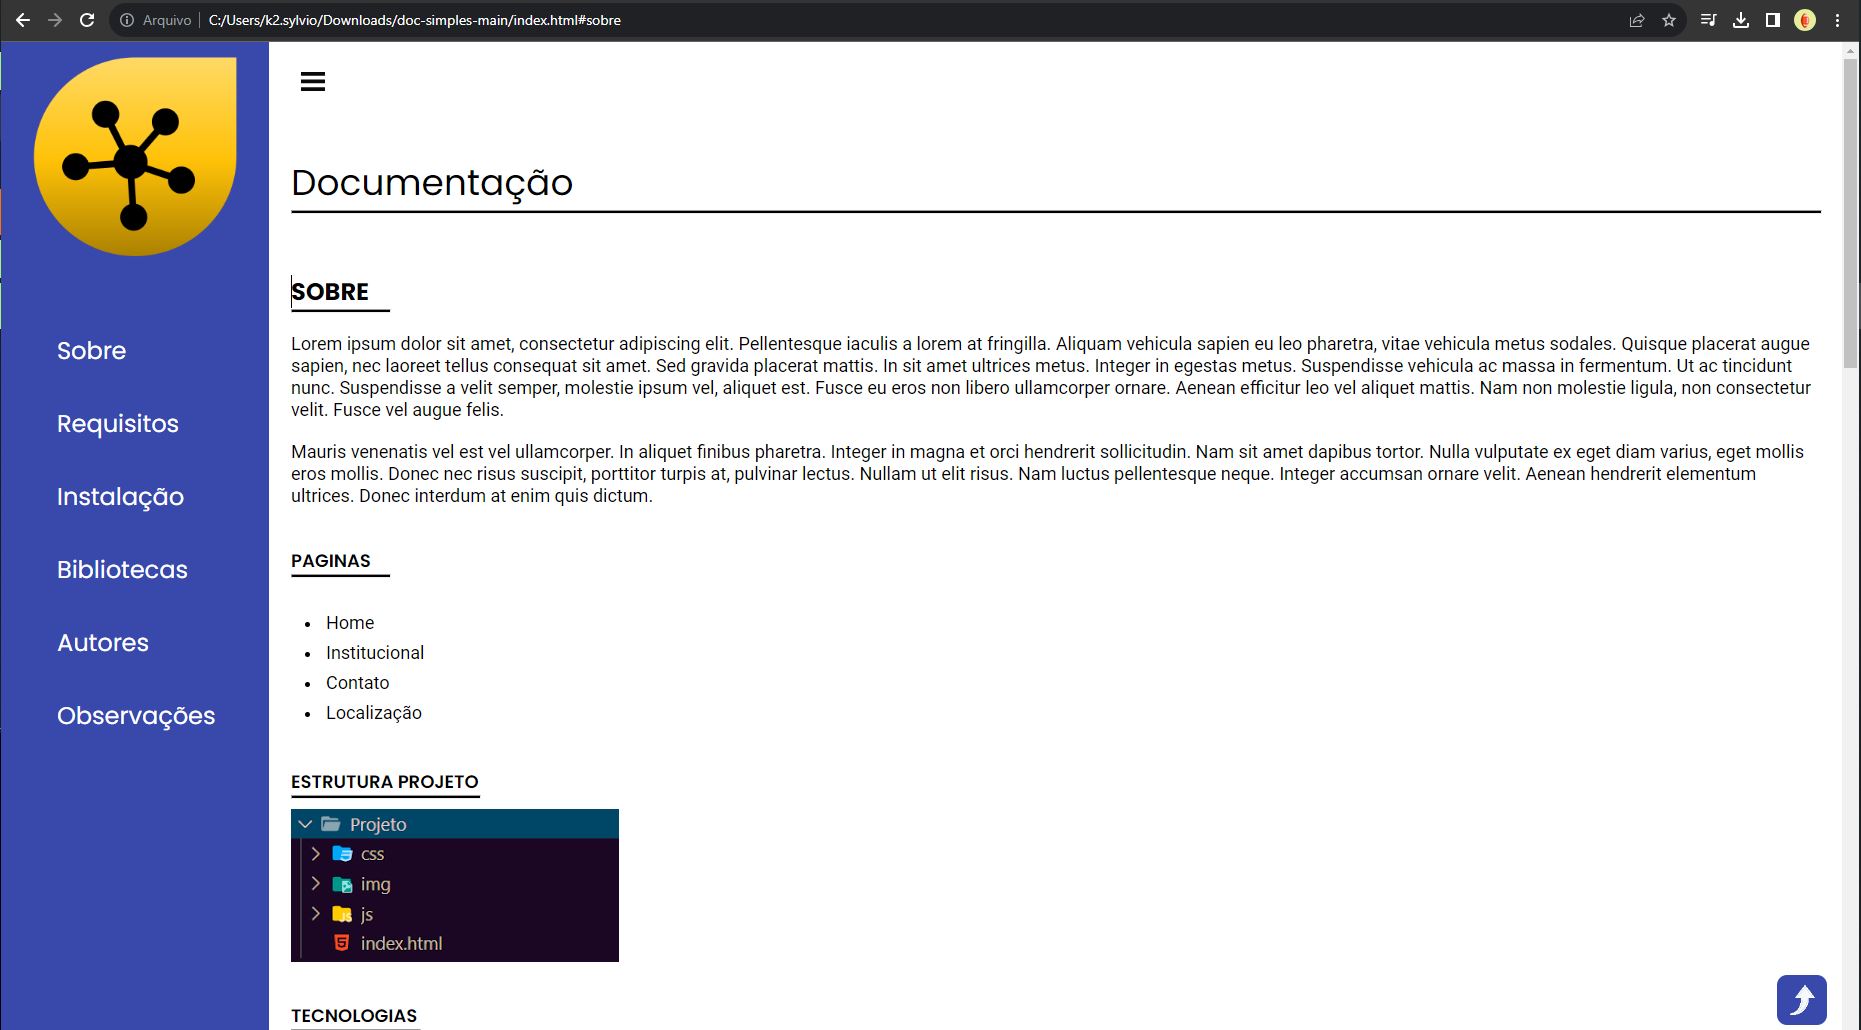 Arquivo C:/Users/k2.sylvio/Downloads/doc-simples-main/index.html#sobre
Sobre
Requisitos
Instalação
Bibliotecas
Autores
Observações
Documentação
SOBRE
Lorem ipsum dolor sit amet, consectetur adipiscing elit. Pellentesque iaculis a lorem at fringilla. Aliquam vehicula sapien eu leo pharetra, vitae vehicula metus sodales. Quisque placerat augue
sapien, nec laoreet tellus consequat sit amet. Sed gravida placerat mattis. In sit amet ultrices metus. Integer in egestas metus. Suspendisse vehicula ac massa in fermentum. Ut ac tincidunt
nunc. Suspendisse a velit semper, molestie ipsum vel, aliquet est. Fusce eu eros non libero ullamcorper ornare. Aenean efficitur leo vel aliquet mattis. Nam non molestie ligula, non consectetur
velit. Fusce vel augue felis.
Mauris venenatis vel est vel ullamcorper. In aliquet finibus pharetra. Integer in magna et orci hendrerit sollicitudin. Nam sit amet dapibus tortor. Nulla vulputate ex eget diam varius, eget mollis
eros mollis. Donec nec risus suscipit, porttitor turpis at, pulvinar lectus. Nullam ut elit risus. Nam luctus pellentesque neque. Integer accumsan ornare velit. Aenean hendrerit elementum
ultrices. Donec interdum at enim quis dictum.
PAGINAS
Home
Institucional
Contato
Localização
ESTRUTURA PROJETO
Projeto
css
img
js
index.html
TECNOLOGIAS